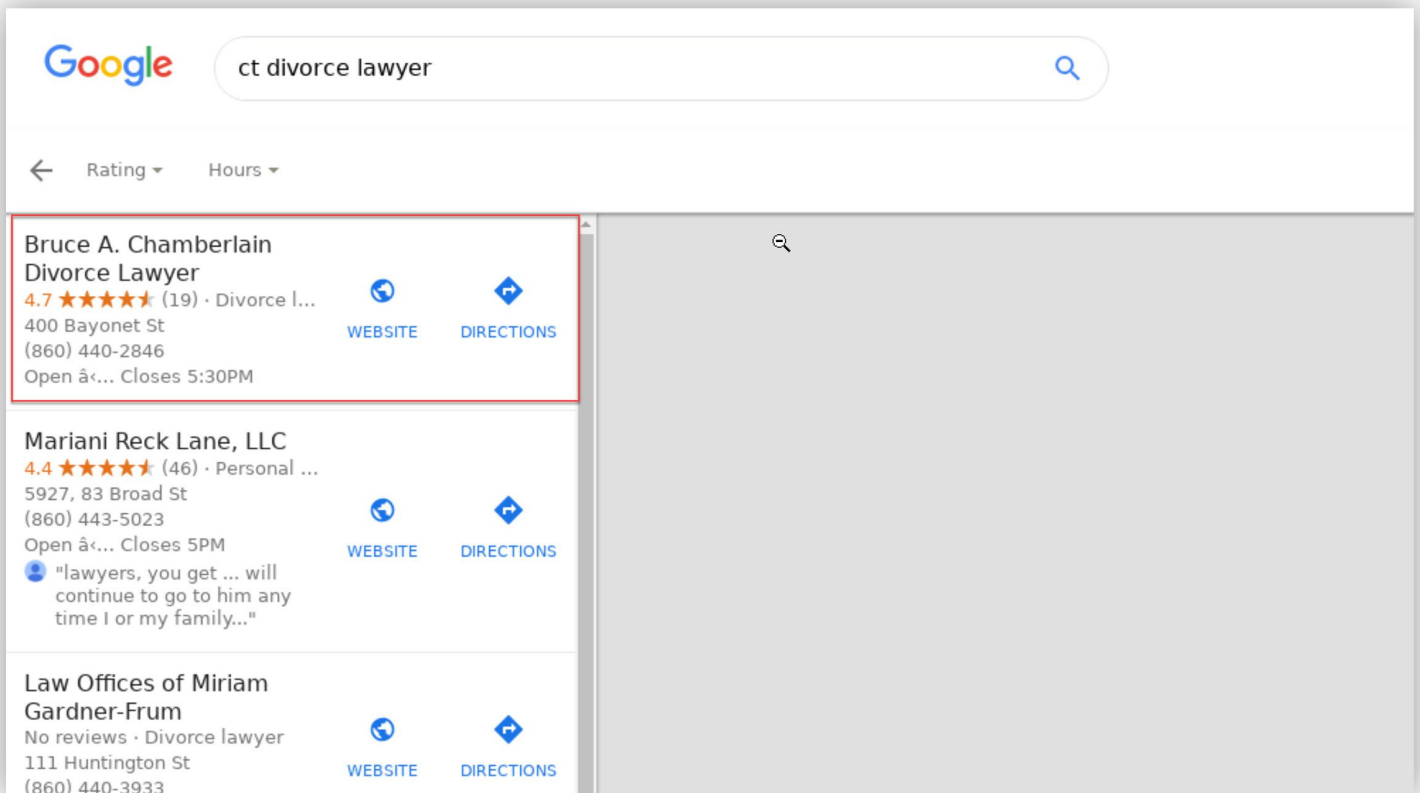 Google
ct divorce lawyer
Rating
Hours
Bruce A. Chamberlain
Divorce Lawyer
4.7 ★★★★★ (19) · Divorce l...
400 Bayonet St
(860) 440-2846
Open â‹... Closes 5:30PM
WEBSITE
DIRECTIONS
Mariani Reck Lane, LLC
4.4 ★★★★★ (46) · Personal ...
5927, 83 Broad St
(860) 443-5023
Open â‹... Closes 5PM
"lawyers, you get ... will
continue to go to him any
time I or my family..."
WEBSITE
DIRECTIONS
Law Offices of Miriam
Gardner-Frum
No reviews · Divorce lawyer
111 Huntington St
(860) 440-3933
WEBSITE
DIRECTIONS